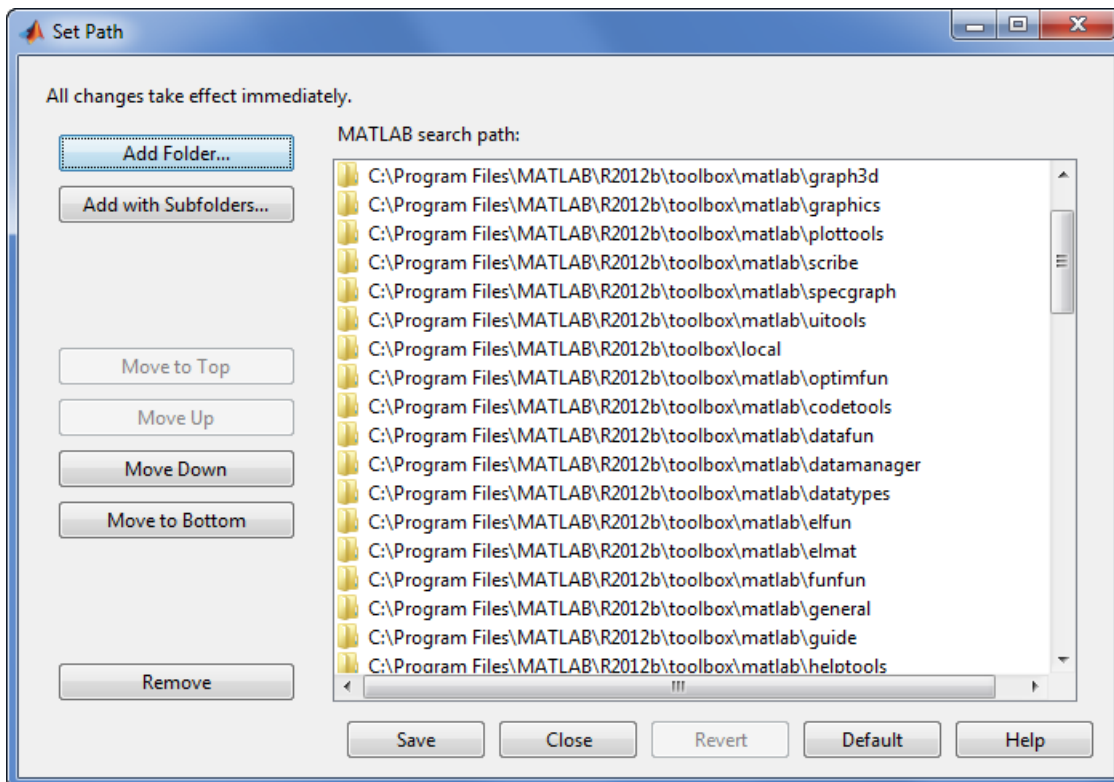 Set Path
All changes take effect immediately.
Add Folder...
Add with Subfolders...
Move to Top
Move Up
Move Down
Move to Bottom
Remove
MATLAB search path:
C:\Program Files\MATLAB\R2012b\toolbox\matlab\graph3d
C:\Program Files\MATLAB\R2012b\toolbox\matlab\graphics
C:\Program Files\MATLAB\R2012b\toolbox\matlab\plottools
C:\Program Files\MATLAB\R2012b\toolbox\matlab\scribe
C:\Program Files\MATLAB\R2012b\toolbox\matlab\specgraph
C:\Program Files\MATLAB\R2012b\toolbox\matlab\uitools
C:\Program Files\MATLAB\R2012b\toolbox\local
C:\Program Files\MATLAB\R2012b\toolbox\matlab\optimfun
C:\Program Files\MATLAB\R2012b\toolbox\matlab\codetools
C:\Program Files\MATLAB\R2012b\toolbox\matlab\datafun
C:\Program Files\MATLAB\R2012b\toolbox\matlab\datamanager
C:\Program Files\MATLAB\R2012b\toolbox\matlab\datatypes
C:\Program Files\MATLAB\R2012b\toolbox\matlab\elfun
C:\Program Files\MATLAB\R2012b\toolbox\matlab\elmat
C:\Program Files\MATLAB\R2012b\toolbox\matlab\funfun
C:\Program Files\MATLAB\R2012b\toolbox\matlab\general
C:\Program Files\MATLAB\R2012b\toolbox\matlab\guide
C:\Program Files\MATLAB\R2012b\toolbox\matlab\helptools
Save Close Revert Default Help